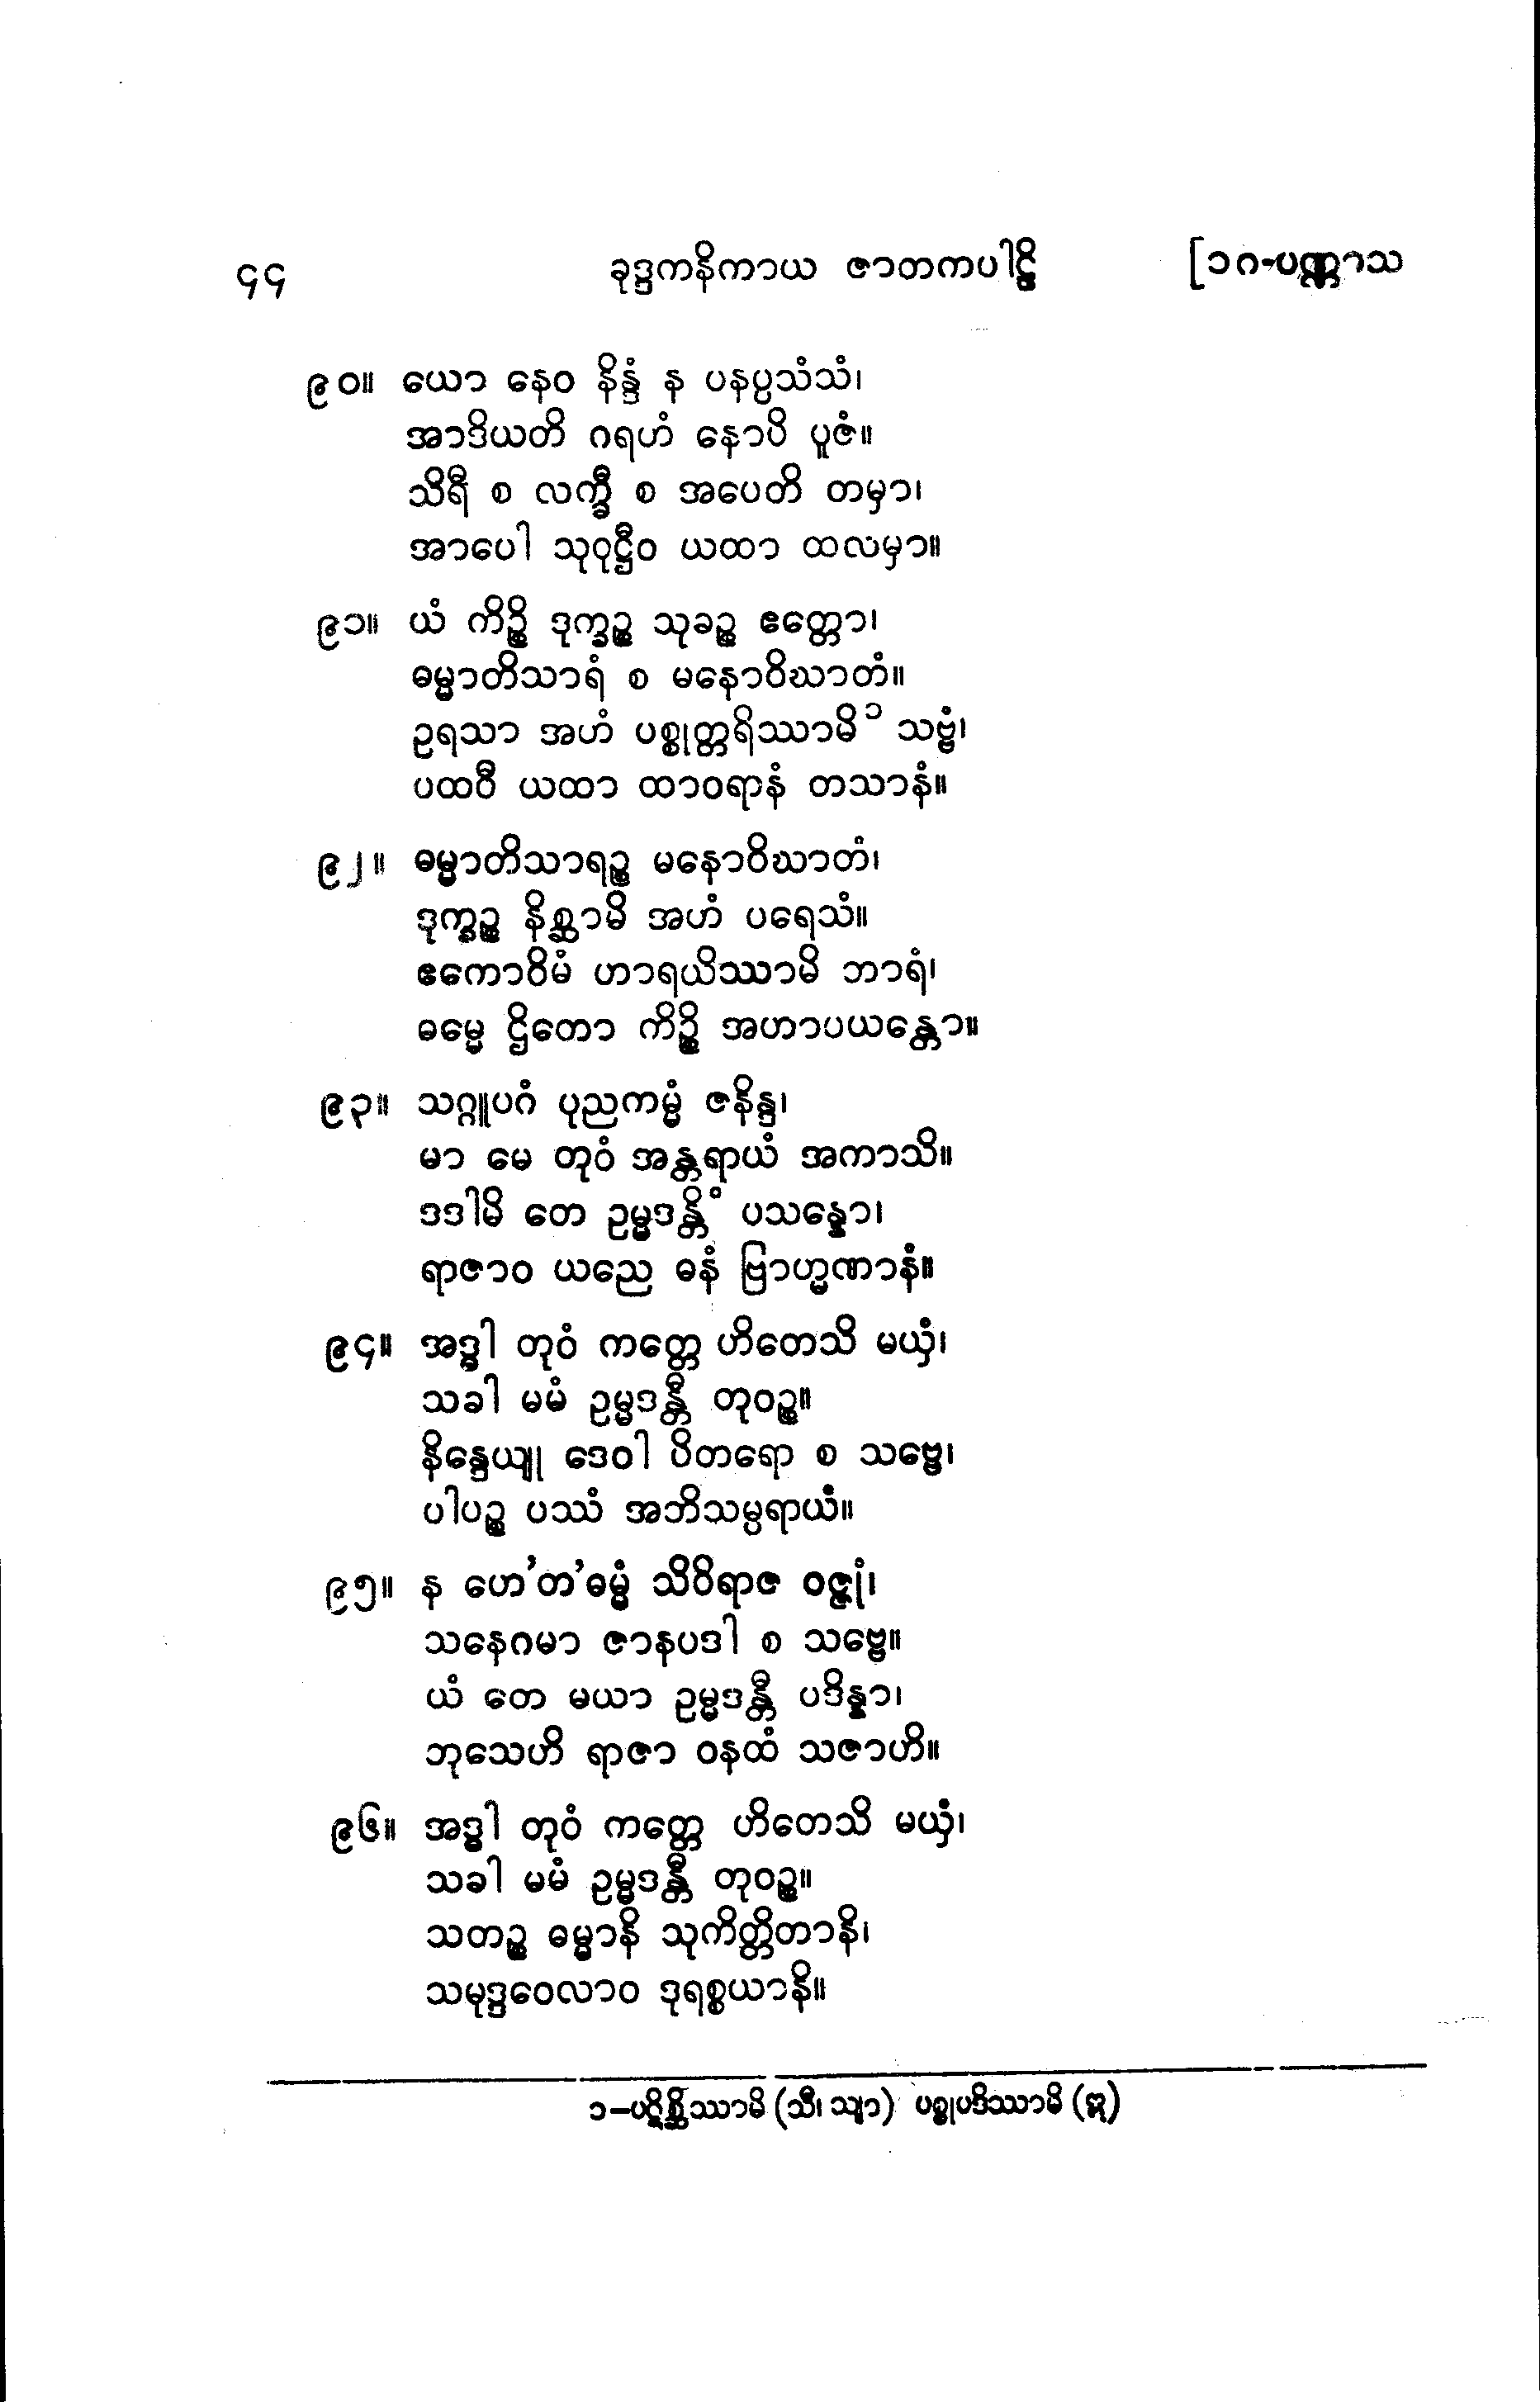 ၄၄ ခုဒ္ဒကနိကာယ ဇာတကပါဠိ [၁၈-ပဏ္ဏာသ
၉၀။ ယော နေဝ နိန္ဒံ န ပနပ္ပသံသံ၊
အာဒိယတိ ဂရဟံ နောပိ ပူဇံ။
သိရီ စ လက္ခီ စ အပေတိ တမှာ၊
အာပေါ သုဝုဋ္ဌီဝ ယထာ ထလမှာ။
၉၁။ ယံ ကိဉ္စိ ဒုက္ခဉ္စ သုခဉ္စ ဧတ္တော၊
ဓမ္မာတိသာရံ စ မနောဝိဃာတံ။
ဥရသာ အဟံ ပစ္စုတ္တရိဿာမိ ၁ သဗ္ဗံ၊
ပထဝီ ယထာ ထာဝရာနံ တသာနံ။
၉၂။ ဓမ္မာတိသာရဉ္စ မနောဝိဃာတံ၊
ဒုက္ခဉ္စ နိစ္ဆာမိ အဟံ ပရေသံ။
ဧကောဝိမံ ဟာရယိဿာမိ ဘာရံ၊
ဓမ္မေ ဌိတော ကိဉ္စိ အဟာပယန္တော။
၉၃။ သဂ္ဂူပဂံ ပုညကမ္မံ ဇနိန္ဒ၊
မာ မေ တုဝံ အန္တရာယံ အကာသိ။
ဒဒါမိ တေ ဥမ္မဒန္တိံ ပသန္နော၊
ရာဇာဝ ယညေ ဓနံ ဗြာဟ္မဏာနံ။
၉၄။ အဒ္ဓါ တုဝံ ကတ္တေ ဟိတေသိ မယှံ၊
သခါ မမံ ဥမ္မဒန္တီ တုဝဉ္စ။
နိန္ဒေယျု ဒေဝါ ပိတရော စ သဗ္ဗေ၊
ပါပဉ္စ ပဿံ အဘိသမ္ပရာယံ။
၉၅။ န ဟေ'တ'ဓမ္မံ သိဝိရာဇ ဝဇ္ဇုံ၊
သနေဂမာ ဇာနပဒါ စ သဗ္ဗေ။
ယံ တေ မယာ ဥမ္မဒန္တီ ပဒိန္နာ၊
ဘုသေဟိ ရာဇာ ဝနထံ သဇာဟိ။
၉၆။ အဒ္ဓါ တုဝံ ကတ္တေ ဟိတေသိ မယှံ၊
သခါ မမံ ဥမ္မဒန္တီ တုဝဉ္စ။
သတဉ္စ ဓမ္မာနိ သုကိတ္တိတာနိ၊
သမုဒ္ဒဝေလာဝ ဒုရစ္စယာနိ။
၁−ပဋိစ္ဆိဿာမိ (သီ၊ သျာ) ပစ္စုပဒိဿာမိ (ဣ)